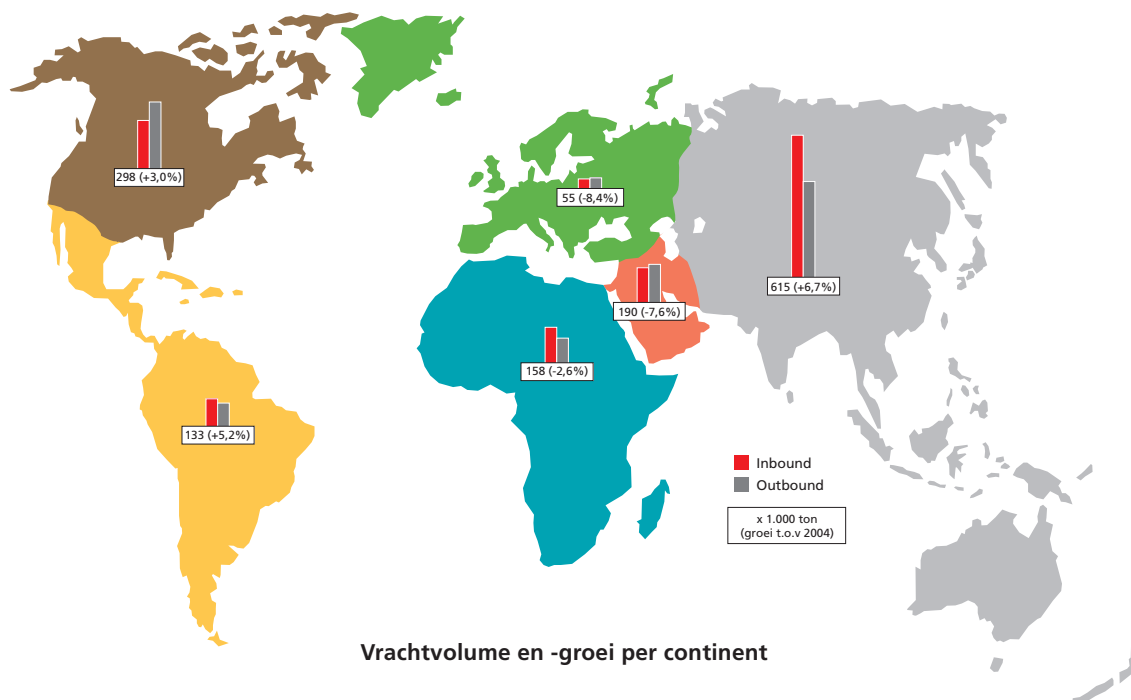 298 (+3,0%)
55 (-8,4%)
615 (+6,7%)
190 (-7,6%)
158 (-2,6%)
133 (+5,2%)
Inbound
Outbound
x 1.000 ton
(groei t.o.v 2004)
Vrachtvolume en -groei per continent